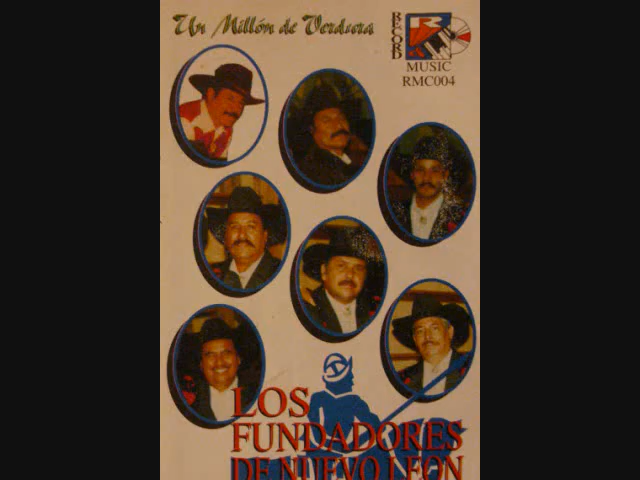 Un Millón de Verdura
RECORD
R
MUSIC
RMC004
LOS
FUNDADORES
DE NUEVO LEON